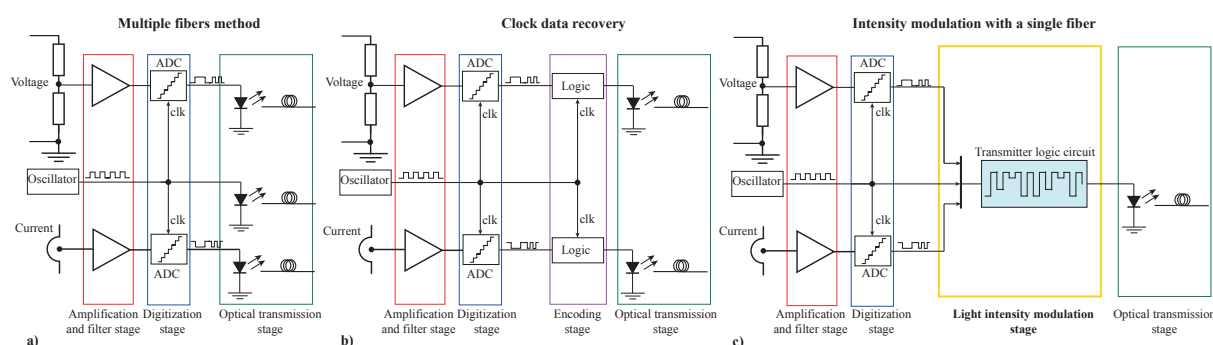 Multiple fibers method
ADC
Voltage
clk
Oscillator
clk
Current
ADC
Amplification
and filter stage
Digitization
stage
Optical transmission
stage
a)
Clock data recovery
ADC
Voltage
Logic
clk
clk
Oscillator
clk
clk
Current
Logic
ADC
Amplification
and filter stage
Digitization
stage
Encoding
stage
Optical transmission
stage
b)
Intensity modulation with a single fiber
ADC
Voltage
clk
Transmitter logic circuit
Oscillator
clk
Current
ADC
Amplification
and filter stage
Digitization
stage
Light intensity modulation
stage
Optical transmission
stage
c)